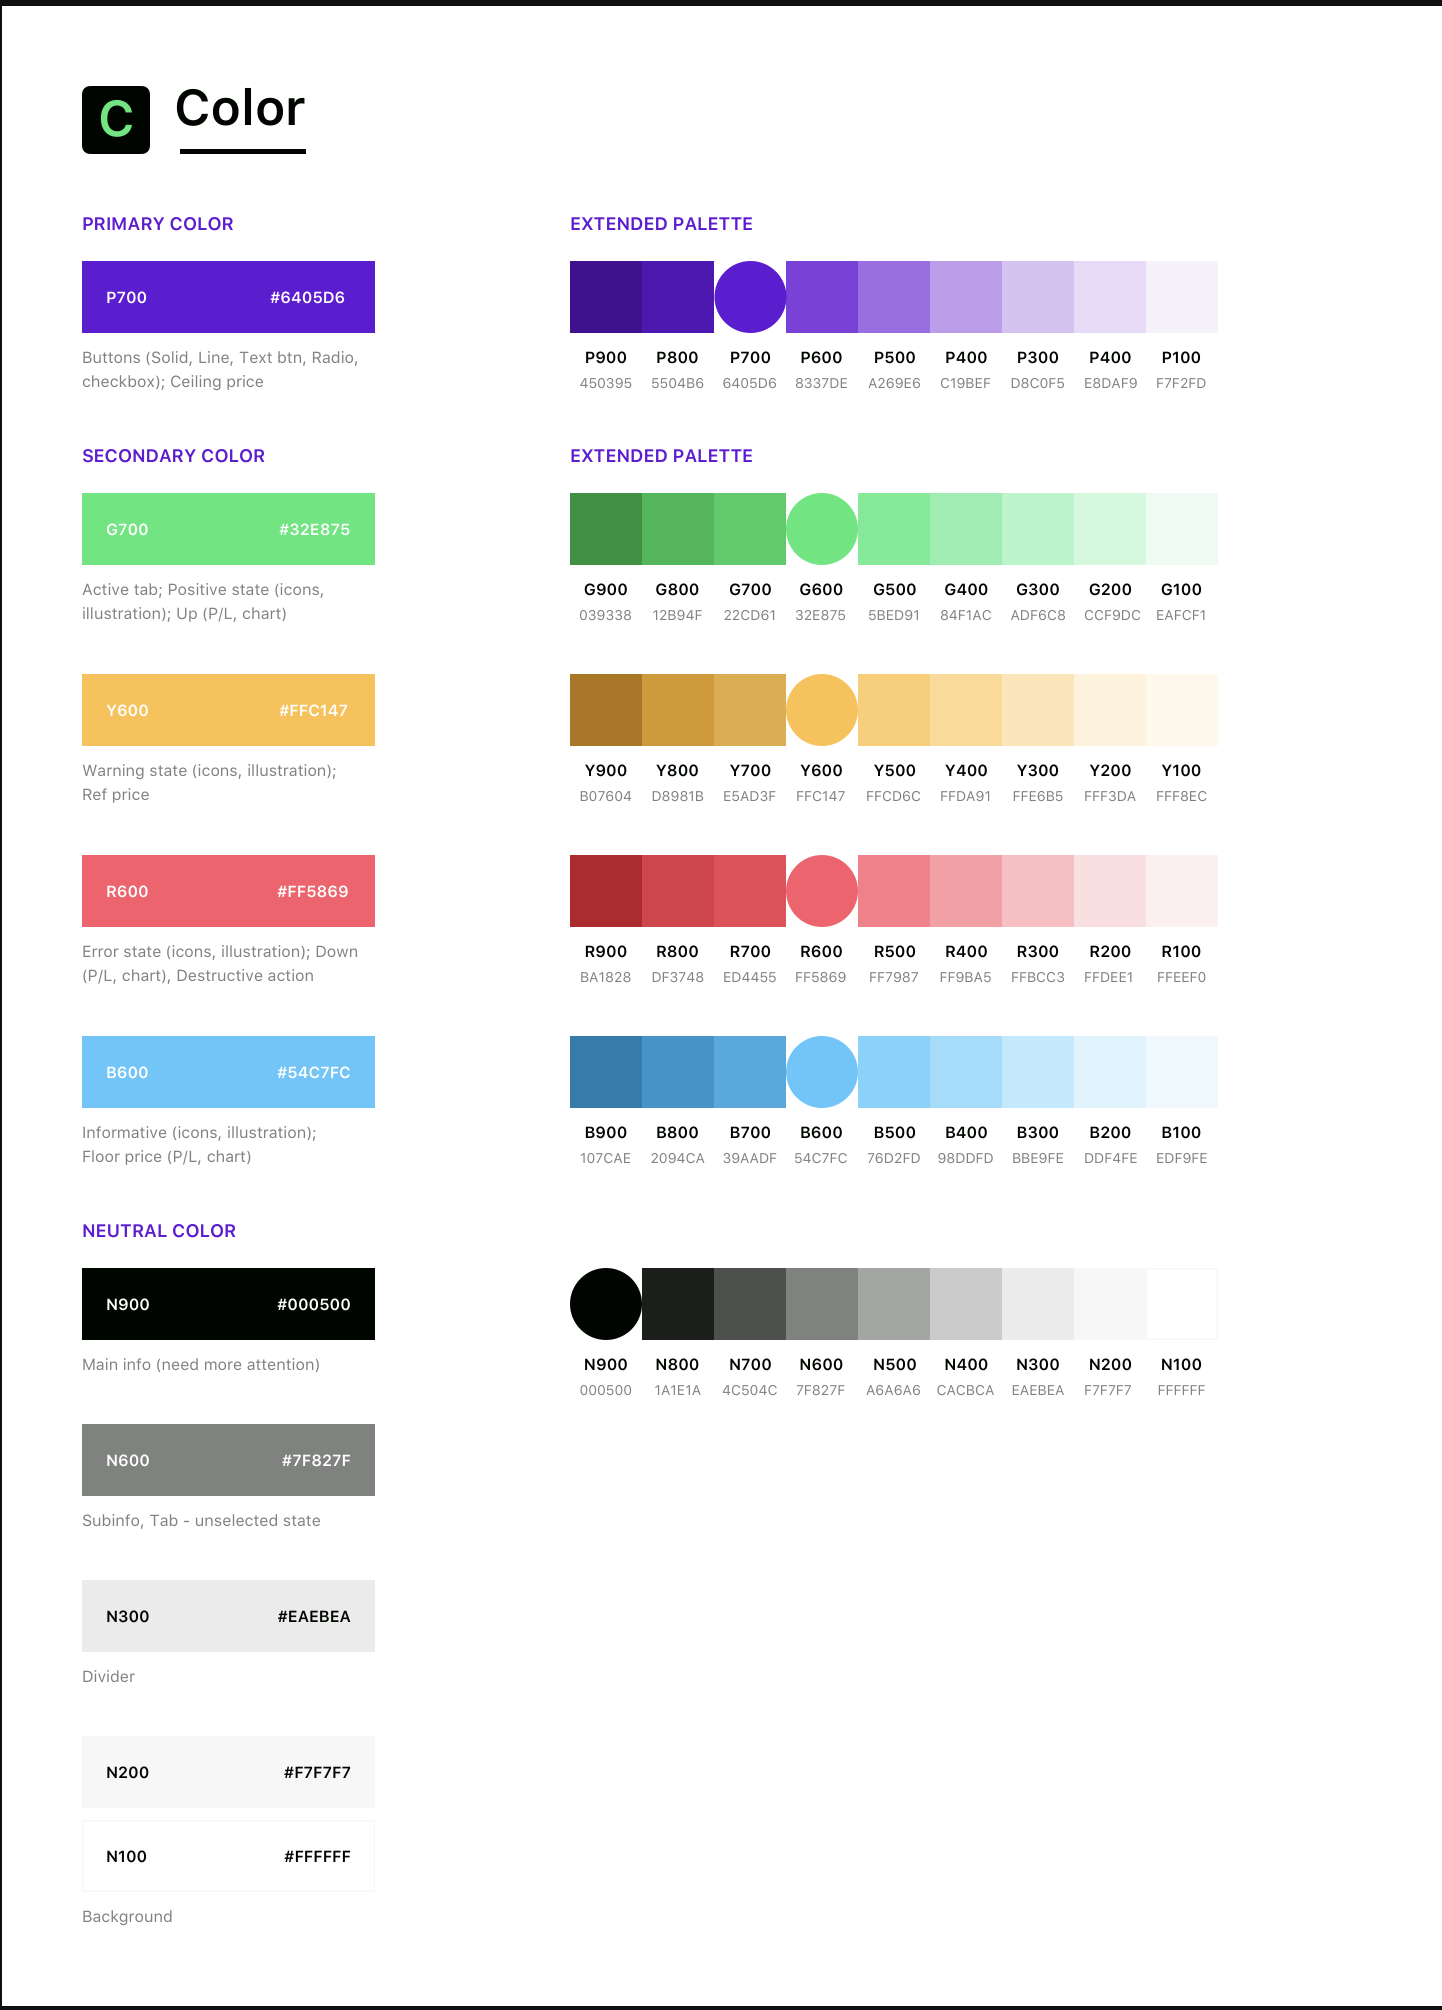 C Color
PRIMARY COLOR
P700 #6405D6
Buttons (Solid, Line, Text btn, Radio,
checkbox); Ceiling price
EXTENDED PALETTE
P900 P800 P700 P600 P500 P400 P300 P400 P100
450395 5504B6 6405D6 8337DE A269E6 C19BEF D8C0F5 E8DAF9 F7F2FD
SECONDARY COLOR
G700 #32E875
Active tab; Positive state (icons,
illustration); Up (P/L, chart)
EXTENDED PALETTE
G900 G800 G700 G600 G500 G400 G300 G200 G100
039338 12B94F 22CD61 32E875 5BED91 84F1AC ADF6C8 CCF9DC EAFCF1
Y600 #FFC147
Warning state (icons, illustration);
Ref price
Y900 Y800 Y700 Y600 Y500 Y400 Y300 Y200 Y100
B07604 D8981B E5AD3F FFC147 FFCD6C FFDA91 FFE6B5 FFF3DA FFF8EC
R600 #FF5869
Error state (icons, illustration); Down
(P/L, chart), Destructive action
R900 R800 R700 R600 R500 R400 R300 R200 R100
BA1828 DF3748 ED4455 FF5869 FF7987 FF9BA5 FFBCC3 FFDEE1 FFEEF0
B600 #54C7FC
Informative (icons, illustration);
Floor price (P/L, chart)
B900 B800 B700 B600 B500 B400 B300 B200 B100
107CAE 2094CA 39AADF 54C7FC 76D2FD 98DDFD BBE9FE DDF4FE EDF9FE
NEUTRAL COLOR
N900 #000500
Main info (need more attention)
N900 N800 N700 N600 N500 N400 N300 N200 N100
000500 1A1E1A 4C504C 7F827F A6A6A6 CACBCA EAEBEA F7F7F7 FFFFFF
N600 #7F827F
Subinfo, Tab - unselected state
N300 #EAEBEA
Divider
N200 #F7F7F7
N100 #FFFFFF
Background